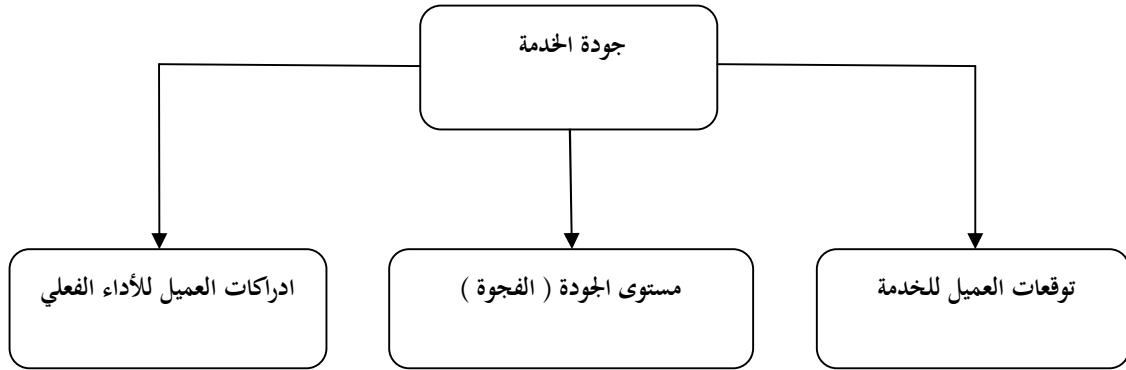 جودة الخدمة
توقعات العميل للخدمة
مستوى الجودة ( الفجوة )
ادراكات العميل للأداء الفعلي